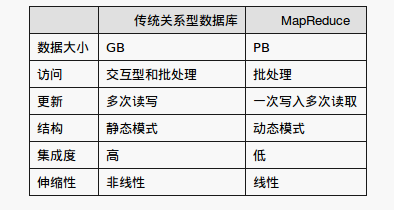 传统关系型数据库 MapReduce
数据大小 GB PB
访问 交互型和批处理 批处理
更新 多次读写 一次写入多次读取
结构 静态模式 动态模式
集成度 高 低
伸缩性 非线性 线性